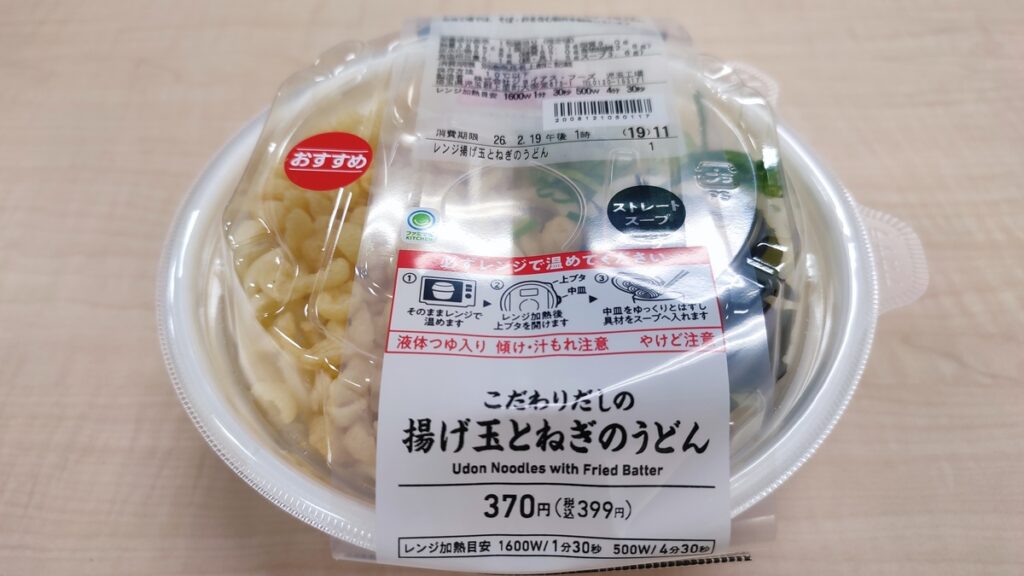 レンジ加熱目安 1600W 1分 30秒 500W 4分 30秒
2008131050117
消費期限 26. 2.19午後 1時 (19)11
レンジ揚げ玉とねぎのうどん 1
おすすめ
ストレート
スープ
必ずレンジで温めてください
① そのままレンジで
温めます
② レンジ加熱後
上ブタを開けます
上ブタ
中皿
③ 中皿をゆっくりとはずし
具材をスープへ入れます
液体つゆ入り 傾け・汁もれ注意 やけど注意
こだわりだしの
揚げ玉とねぎのうどん
Udon Noodles with Fried Batter
370円(税込399円)
レンジ加熱目安 1600W/1分30秒 500W/4分30秒